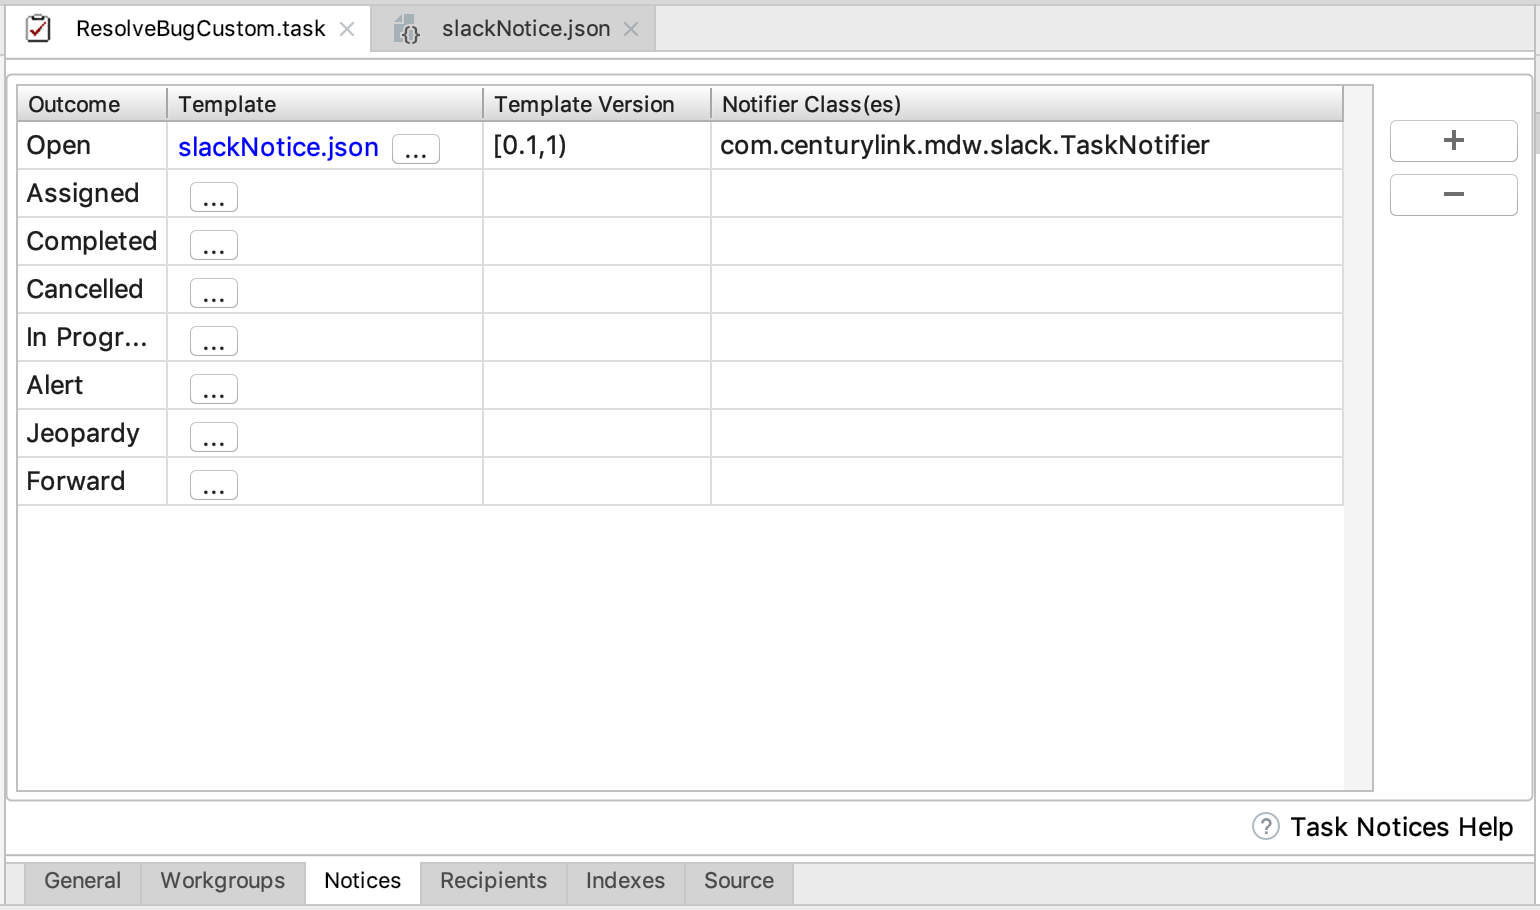 ResolveBugCustom.task slackNotice.json
Outcome Template Template Version Notifier Class(es)
Open slackNotice.json ... [0.1,1) com.centurylink.mdw.slack.TaskNotifier
Assigned ...
Completed ...
Cancelled ...
In Progr... ...
Alert ...
Jeopardy ...
Forward ...
+
−
? Task Notices Help
General Workgroups Notices Recipients Indexes Source